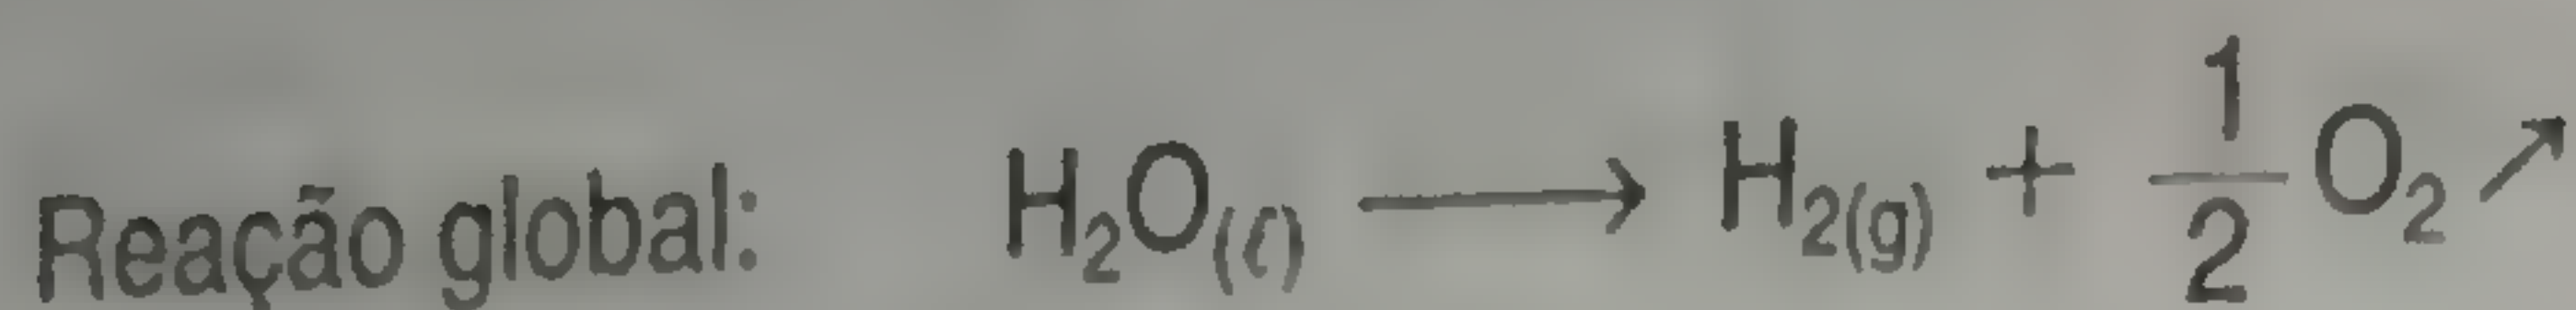 Reação global: H₂O₍ℓ₎ ⟶ H₂₍g₎ + 1/2 O₂ ↗